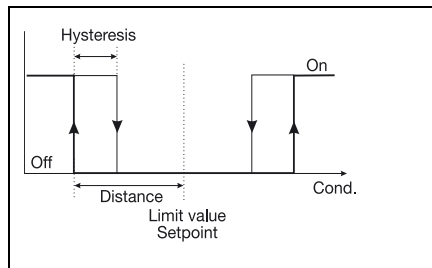 Hysteresis
On
Off
Distance
Cond.
Limit value
Setpoint